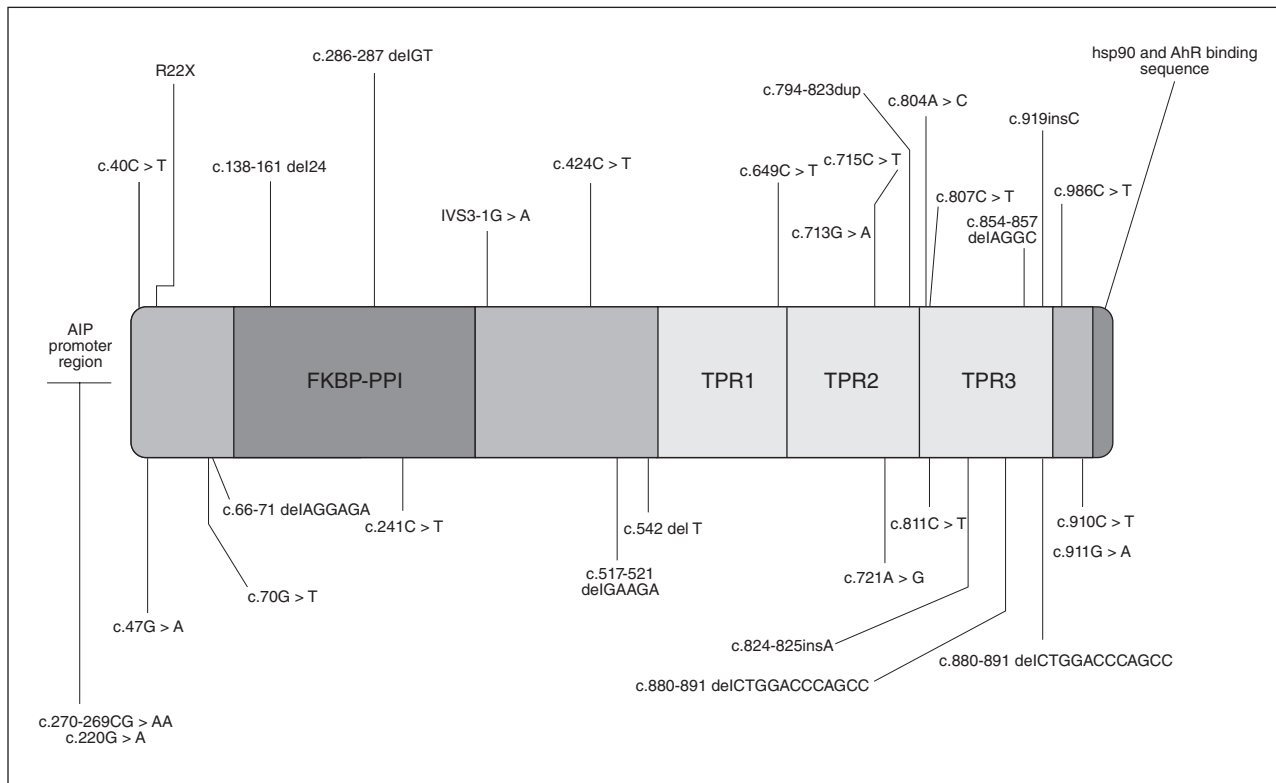 hsp90 and AhR binding
sequence
c.286-287 delGT
R22X
c.794-823dup
c.804A > C
c.919insC
c.40C > T
c.138-161 del24
c.424C > T
c.649C > T
c.715C > T
c.807C > T
c.986C > T
IVS3-1G > A
c.713G > A
c.854-857
delAGGC
AIP
promoter
region
FKBP-PPI
TPR1
TPR2
TPR3
c.66-71 delAGGAGA
c.241C > T
c.542 del T
c.811C > T
c.910C > T
c.911G > A
c.517-521
delGAAGA
c.721A > G
c.70G > T
c.47G > A
c.824-825insA
c.880-891 delCTGGACCCAGCC
c.880-891 delCTGGACCCAGCC
c.270-269CG > AA
c.220G > A